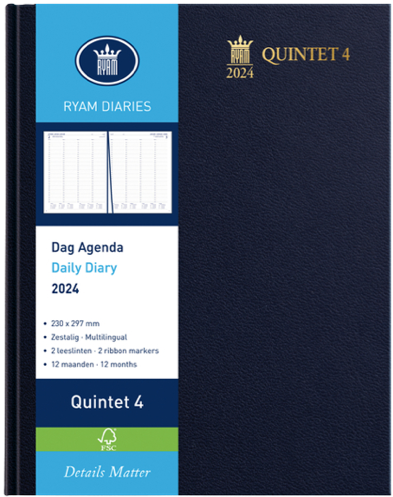 RYAM
RYAM DIARIES
Dag Agenda
Daily Diary
2024
• 230 x 297 mm
• Zestalig · Multilingual
• 2 leeslinten · 2 ribbon markers
• 12 maanden · 12 months
Quintet 4
FSC
Details Matter
RYAM
2024
QUINTET 4